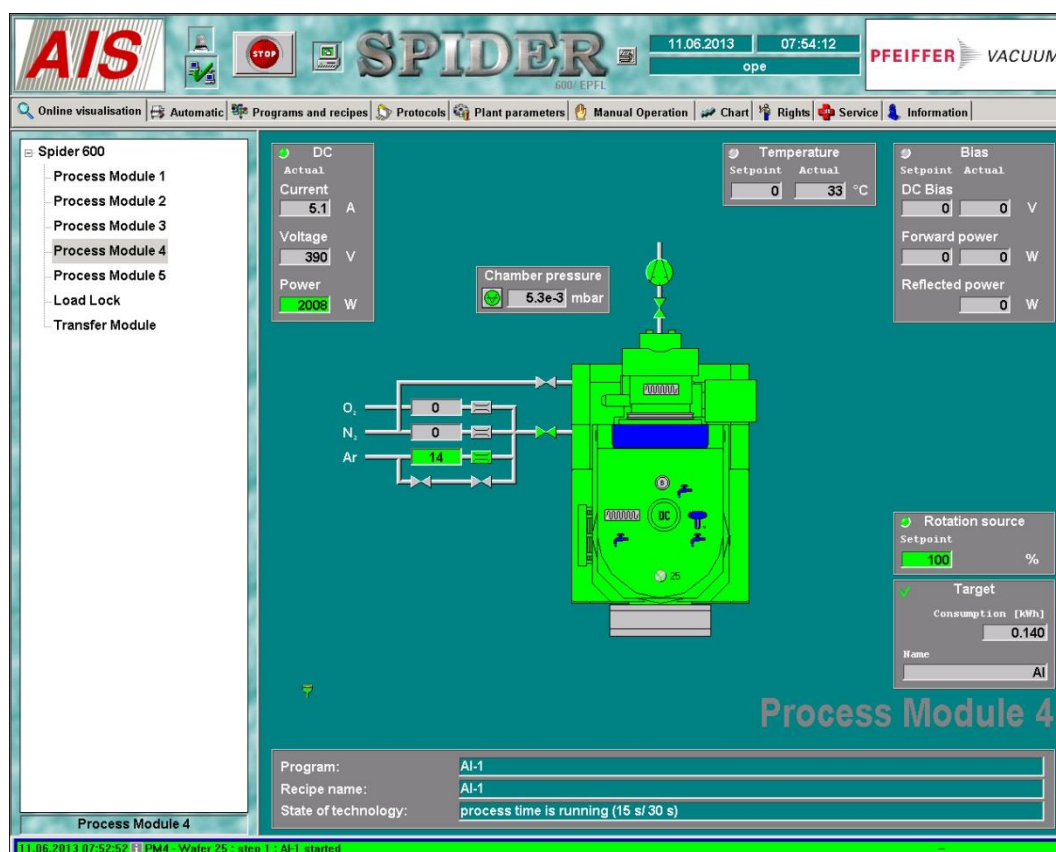 AIS
STOP
SPIDER
600/EPFL
11.06.2013 07:54:12
ope
PFEIFFER VACUUM
Online visualisation Automatic Programs and recipes Protocols Plant parameters Manual Operation Chart Rights Service Information
Spider 600
Process Module 1
Process Module 2
Process Module 3
Process Module 4
Process Module 5
Load Lock
Transfer Module
Process Module 4
DC
Actual
Current
5.1 A
Voltage
390 V
Power
2008 W
Chamber pressure
5.3e-3 mbar
Temperature
Setpoint Actual
0 33 °C
Bias
Setpoint Actual
DC Bias
0 0 V
Forward power
0 0 W
Reflected power
0 W
O₂ 0
N₂ 0
Ar 14
DC
25
Rotation source
Setpoint
100 %
Target
Consumption [kWh]
0.140
Name
Al
Process Module 4
Program: Al-1
Recipe name: Al-1
State of technology: process time is running (15 s/ 30 s)
11.06.2013 07:52:52 PM4 - Wafer 25 : step 1 : Al-1 started